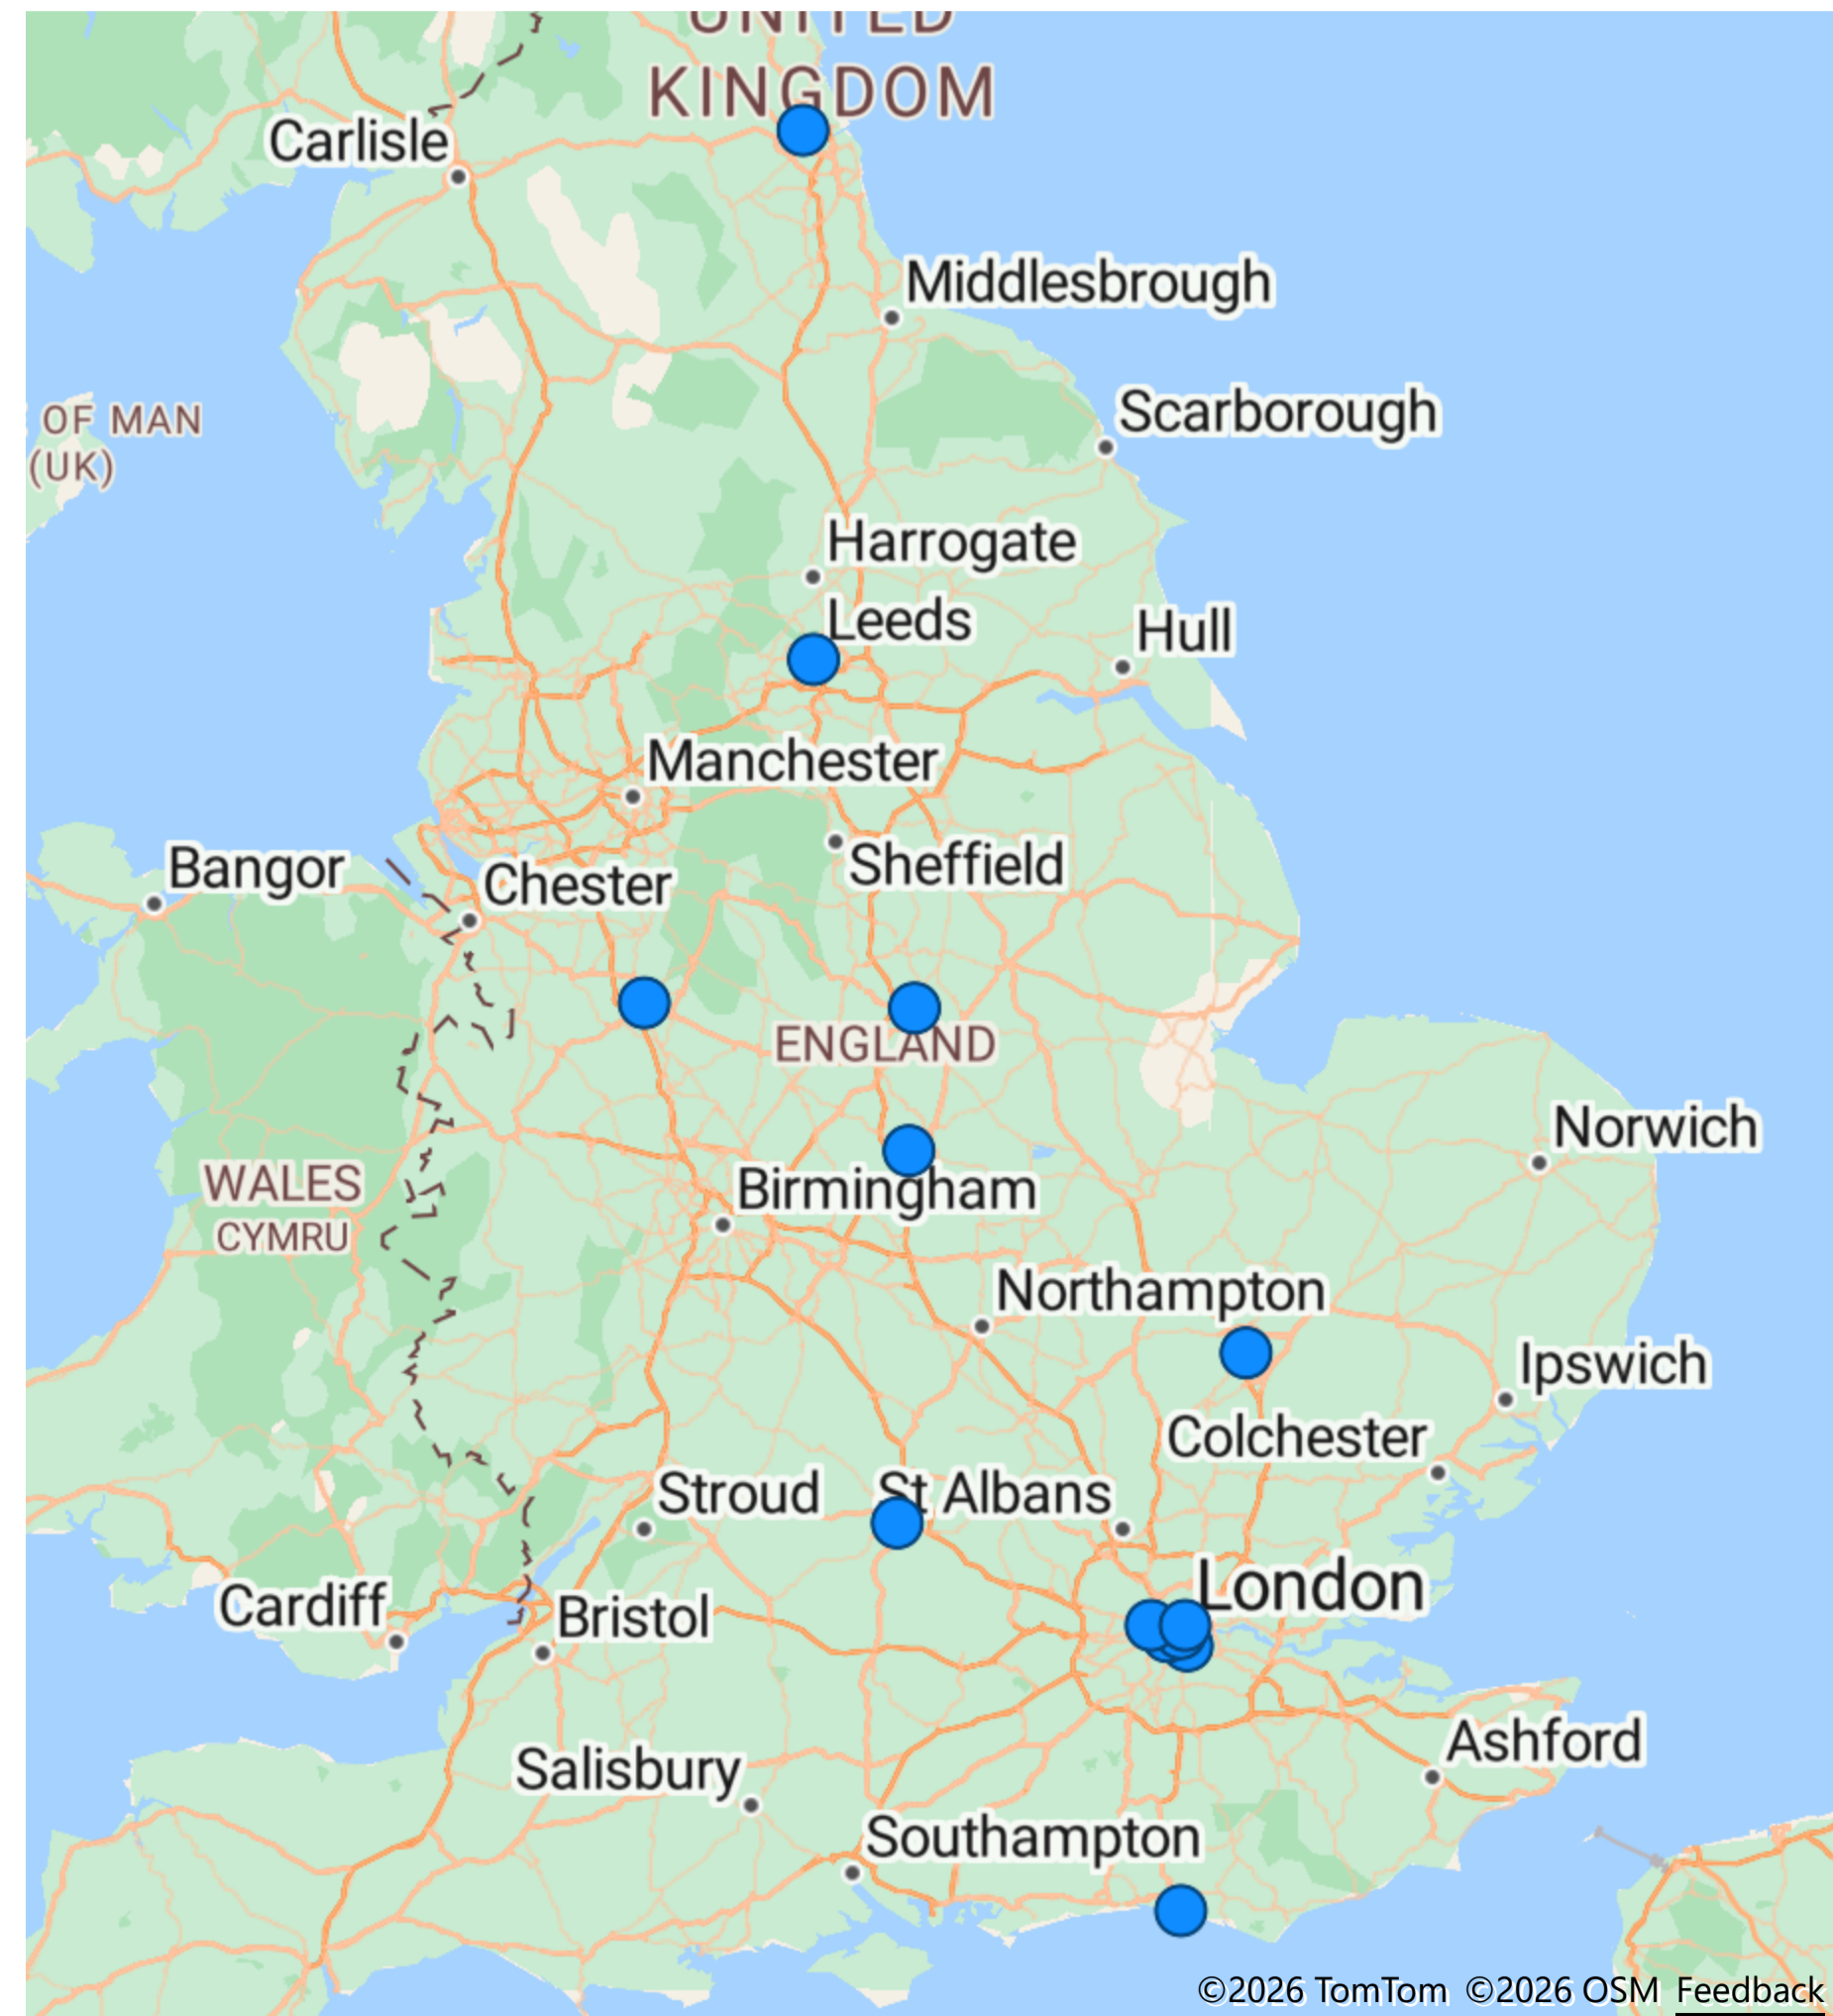 UNITED
KINGDOM
Carlisle
Middlesbrough
Scarborough
OF MAN
(UK)
Harrogate
Leeds
Hull
Manchester
Sheffield
Bangor
Chester
ENGLAND
Norwich
WALES
CYMRU
Birmingham
Northampton
Ipswich
Colchester
Stroud
St Albans
London
Cardiff
Bristol
Ashford
Salisbury
Southampton
©2026 TomTom ©2026 OSM Feedback